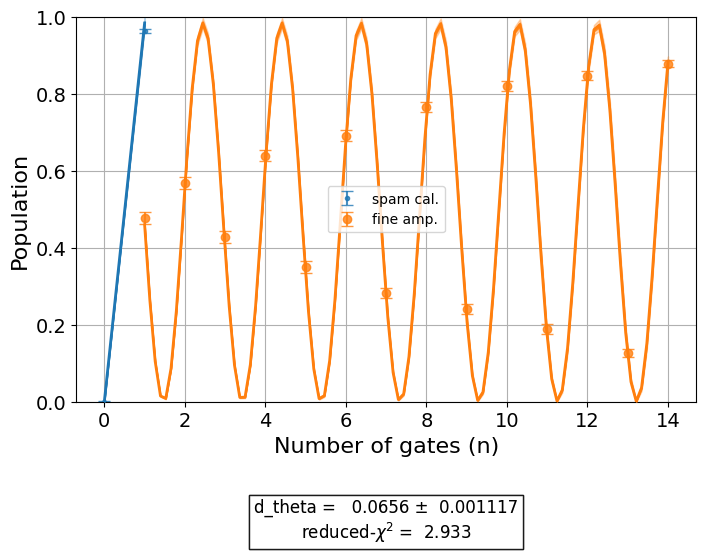 1.0
0.8
0.6
0.4
0.2
0.0
Population
spam cal.
fine amp.
0 2 4 6 8 10 12 14
Number of gates (n)
d_theta = 0.0656 ± 0.001117
reduced-χ² = 2.933